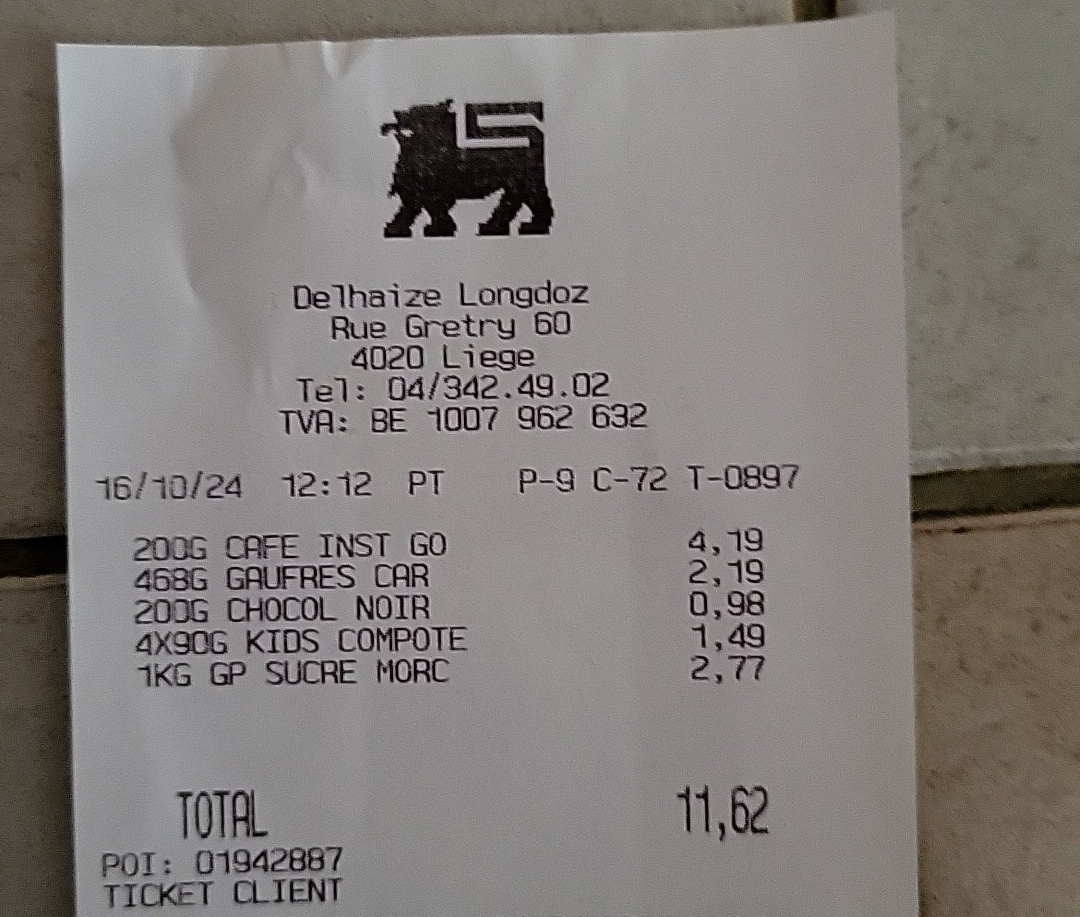 Delhaize Longdoz
Rue Gretry 60
4020 Liege
Tel: 04/342.49.02
TVA: BE 1007 962 632
16/10/24 12:12 PT P-9 C-72 T-0897
200G CAFE INST GO 4,19
468G GAUFRES CAR 2,19
200G CHOCOL NOIR 0,98
4X90G KIDS COMPOTE 1,49
1KG GP SUCRE MORC 2,77
TOTAL 11,62
POI: 01942887
TICKET CLIENT